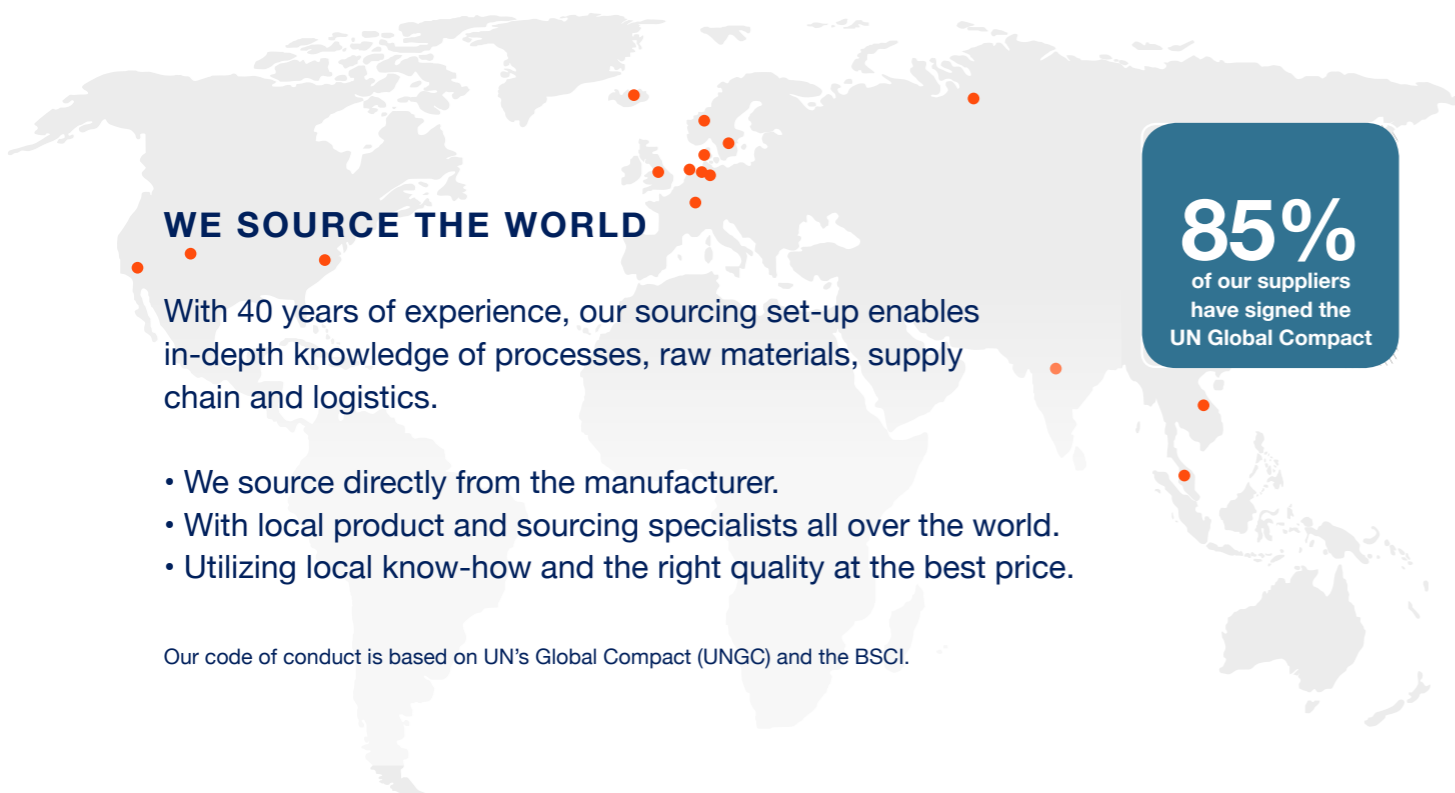 WE SOURCE THE WORLD
With 40 years of experience, our sourcing set-up enables
in-depth knowledge of processes, raw materials, supply
chain and logistics.
• We source directly from the manufacturer.
• With local product and sourcing specialists all over the world.
• Utilizing local know-how and the right quality at the best price.
Our code of conduct is based on UN’s Global Compact (UNGC) and the BSCI.
85%
of our suppliers
have signed the
UN Global Compact